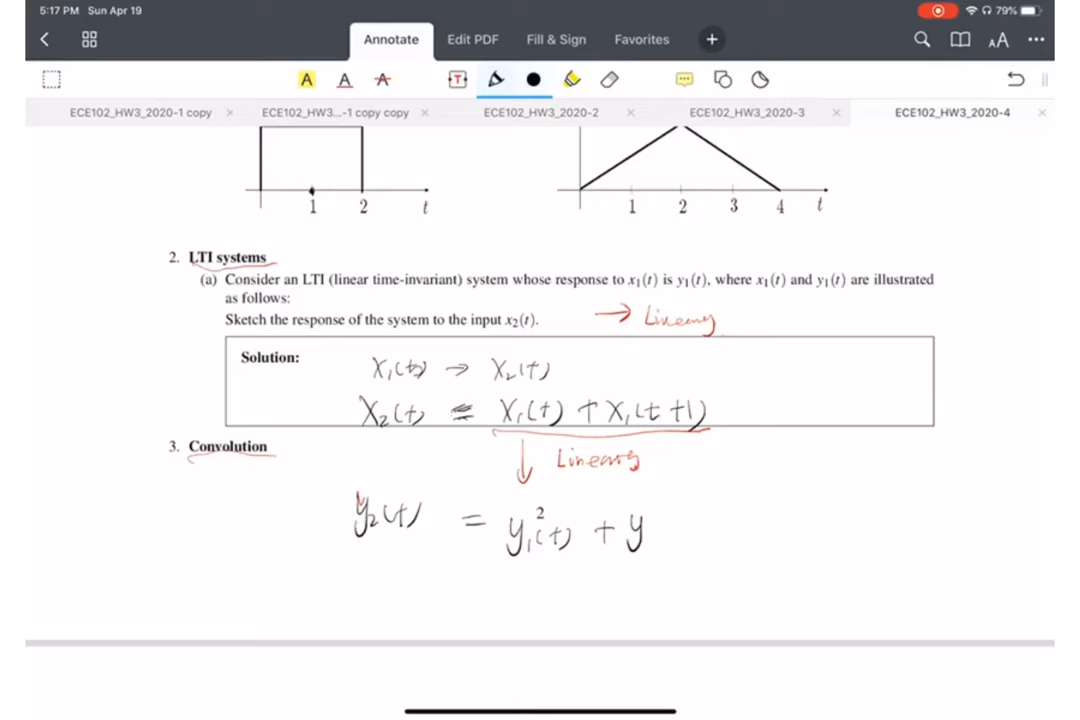 5:17 PM Sun Apr 19
79%
Annotate Edit PDF Fill & Sign Favorites +
A A A T AA
ECE102_HW3_2020-1 copy × ECE102_HW3...-1 copy copy × ECE102_HW3_2020-2 × ECE102_HW3_2020-3 × ECE102_HW3_2020-4 ×
1 2 t
1 2 3 4 t
2. LTI systems
(a) Consider an LTI (linear time-invariant) system whose response to x₁(t) is y₁(t), where x₁(t) and y₁(t) are illustrated
as follows:
Sketch the response of the system to the input x₂(t).
→ Linearity
Solution:
x₁(t) → x₂(t)
x₂(t) = x₁(t) + x₁(t+1)
3. Convolution
↓ Linearity
y₂(t) = y₁²(t) + y